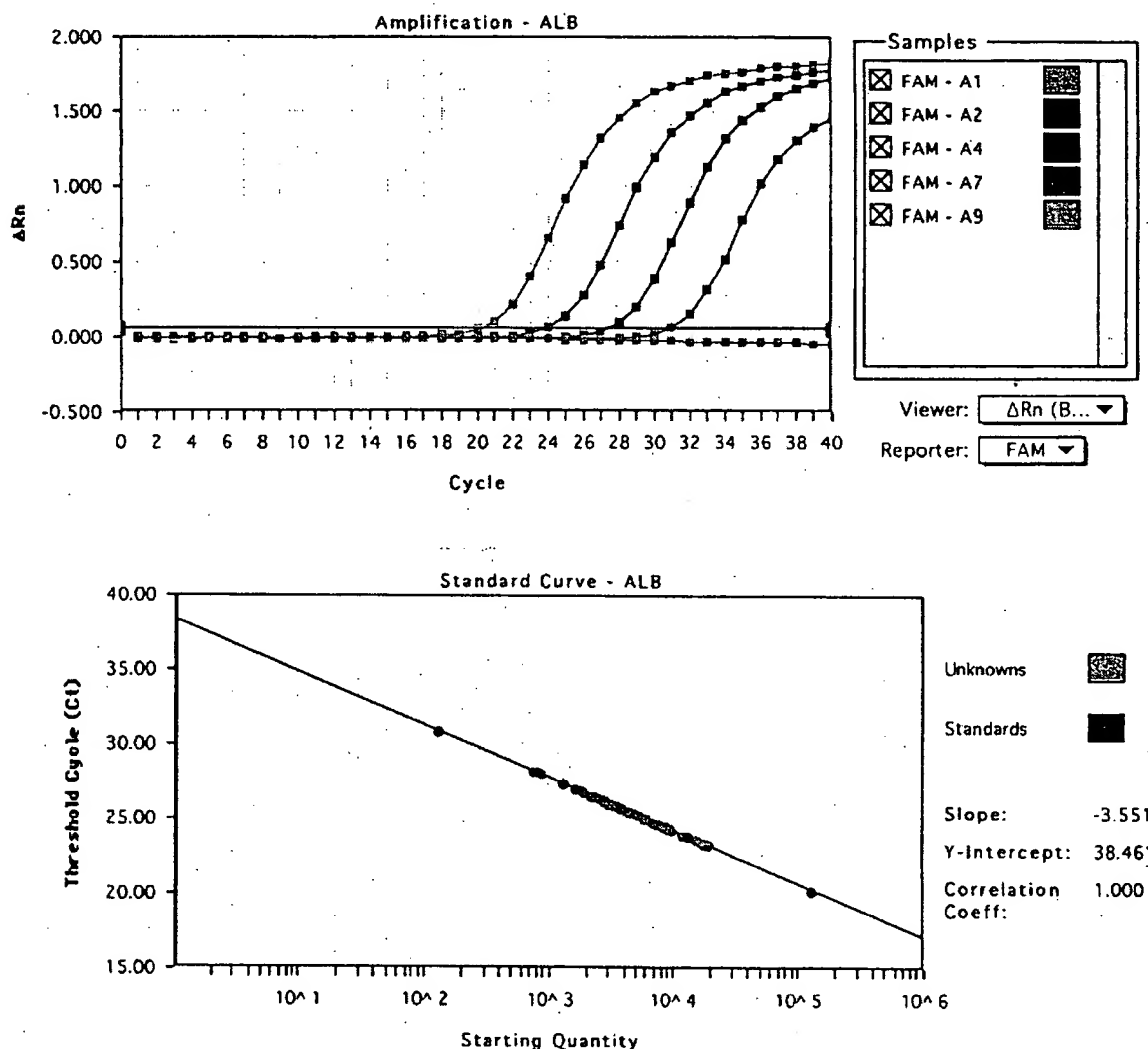 Amplification - ALB
2.000
1.500
1.000
0.500
0.000
-0.500
ΔRn
0 2 4 6 8 10 12 14 16 18 20 22 24 26 28 30 32 34 36 38 40
Cycle
Samples
FAM - A1
FAM - A2
FAM - A4
FAM - A7
FAM - A9
Viewer: ΔRn (B... ▼
Reporter: FAM ▼
Standard Curve - ALB
40.00
35.00
30.00
25.00
20.00
15.00
Threshold Cycle (Ct)
10^1 10^2 10^3 10^4 10^5 10^6
Starting Quantity
Unknowns
Standards
Slope: -3.551
Y-Intercept: 38.461
Correlation Coeff: 1.000